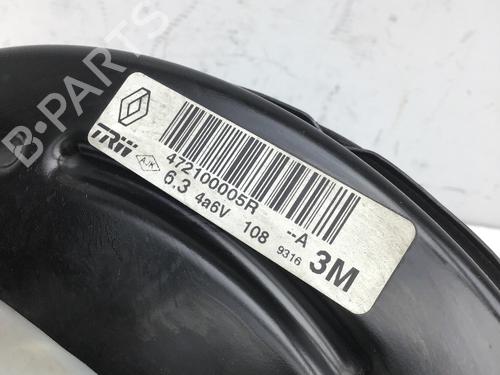 B-PARTS
TRW
472100005R --A
A.K 6.3 4a6V 108 9316 3M